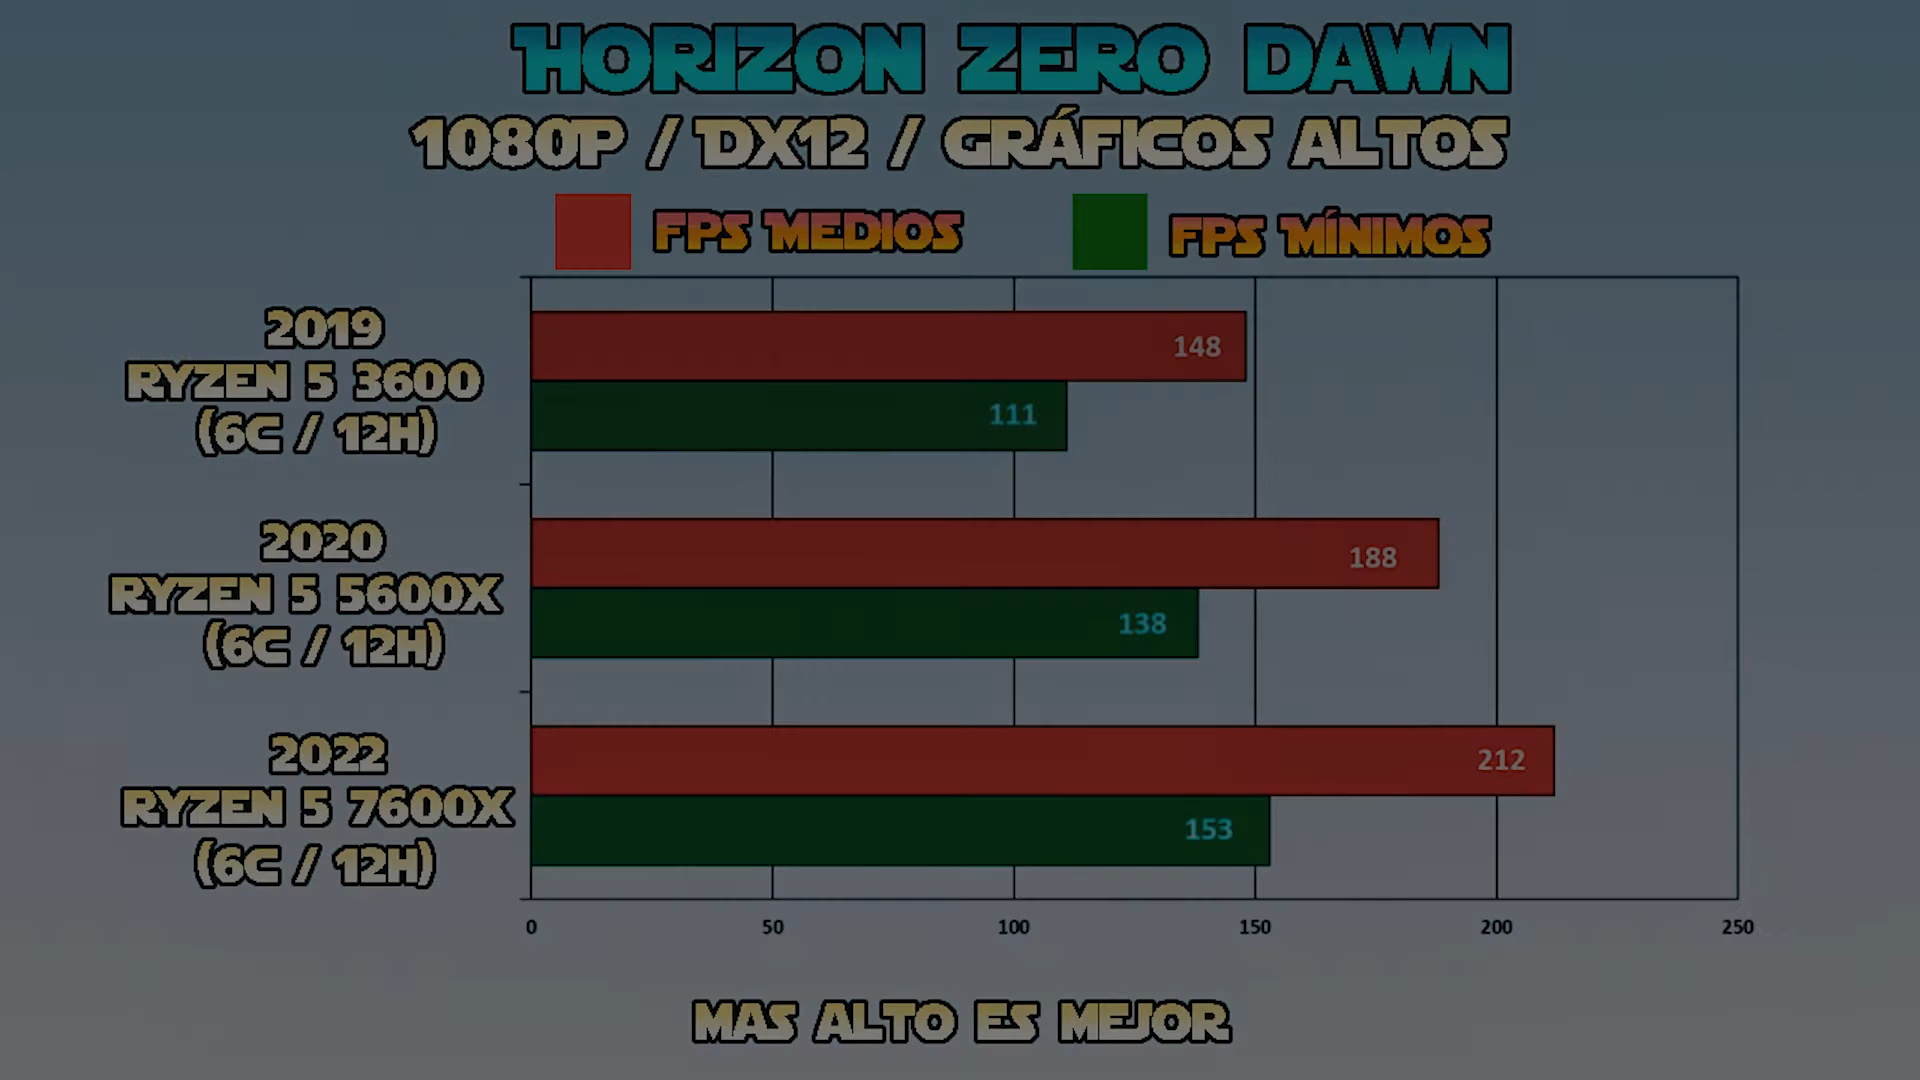 HORIZON ZERO DAWN
1080P / DX12 / GRÁFICOS ALTOS
FPS MEDIOS
FPS MÍNIMOS
2019
RYZEN 5 3600
(6C / 12H)
148
111
2020
RYZEN 5 5600X
(6C / 12H)
188
138
2022
RYZEN 5 7600X
(6C / 12H)
212
153
0 50 100 150 200 250
MAS ALTO ES MEJOR